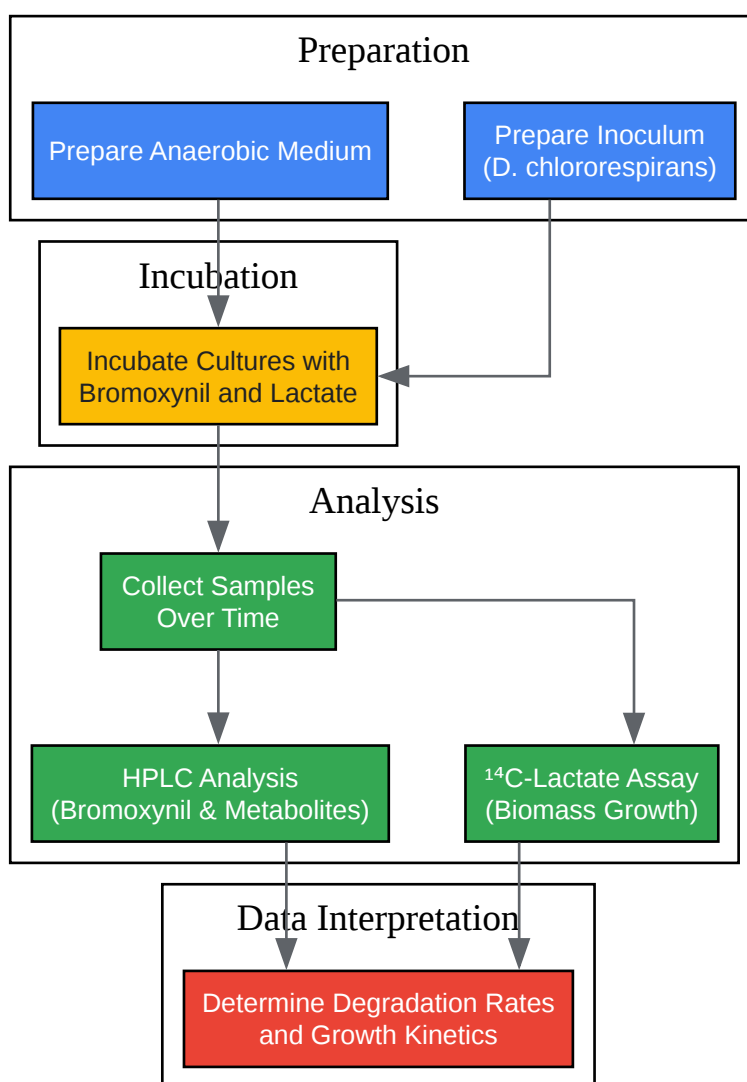 Preparation
Prepare Anaerobic Medium
Prepare Inoculum
(D. chlororespirans)
Incubation
Incubate Cultures with
Bromoxynil and Lactate
Analysis
Collect Samples
Over Time
HPLC Analysis
(Bromoxynil & Metabolites)
¹⁴C-Lactate Assay
(Biomass Growth)
Data Interpretation
Determine Degradation Rates
and Growth Kinetics